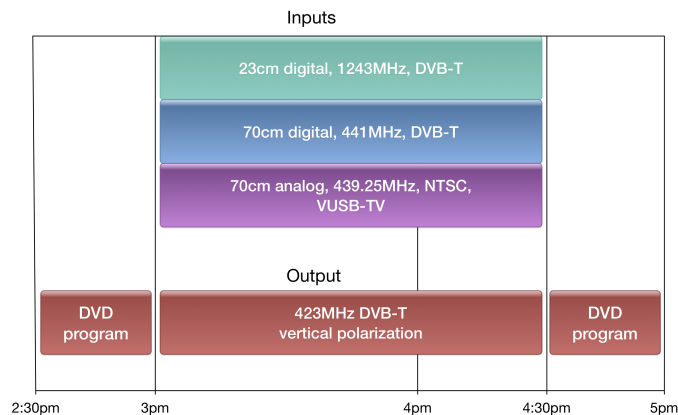 Inputs
23cm digital, 1243MHz, DVB-T
70cm digital, 441MHz, DVB-T
70cm analog, 439.25MHz, NTSC,
VUSB-TV
Output
DVD
program
423MHz DVB-T
vertical polarization
DVD
program
2:30pm
3pm
4pm
4:30pm
5pm